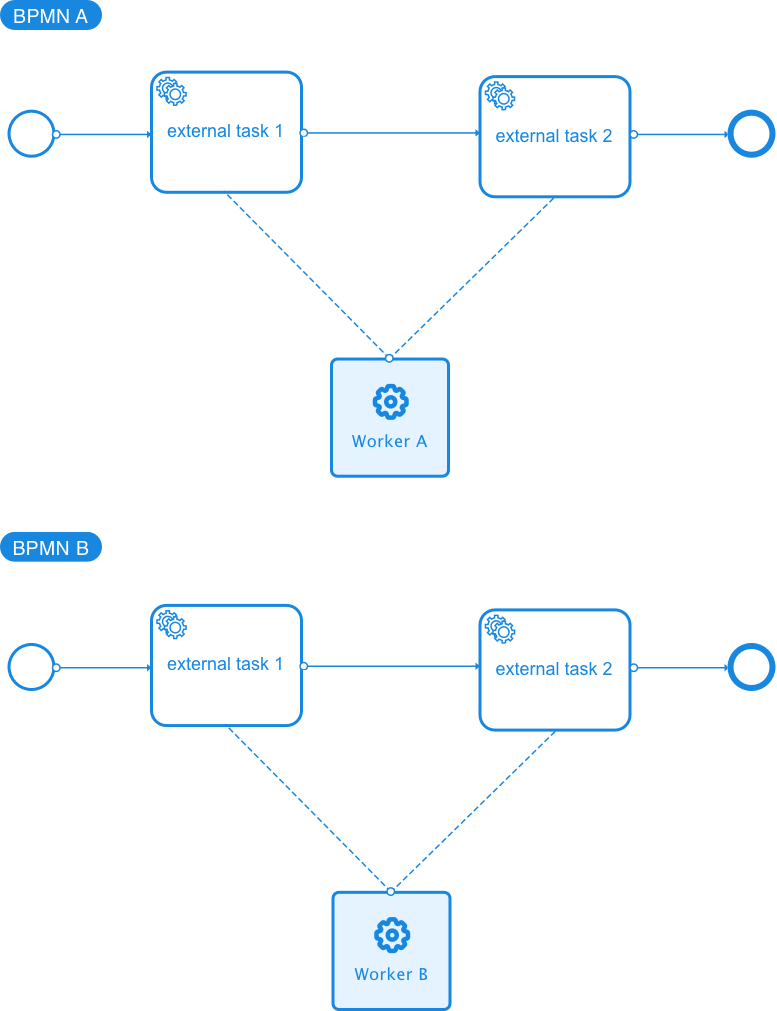 BPMN A
external task 1
external task 2
Worker A
BPMN B
external task 1
external task 2
Worker B